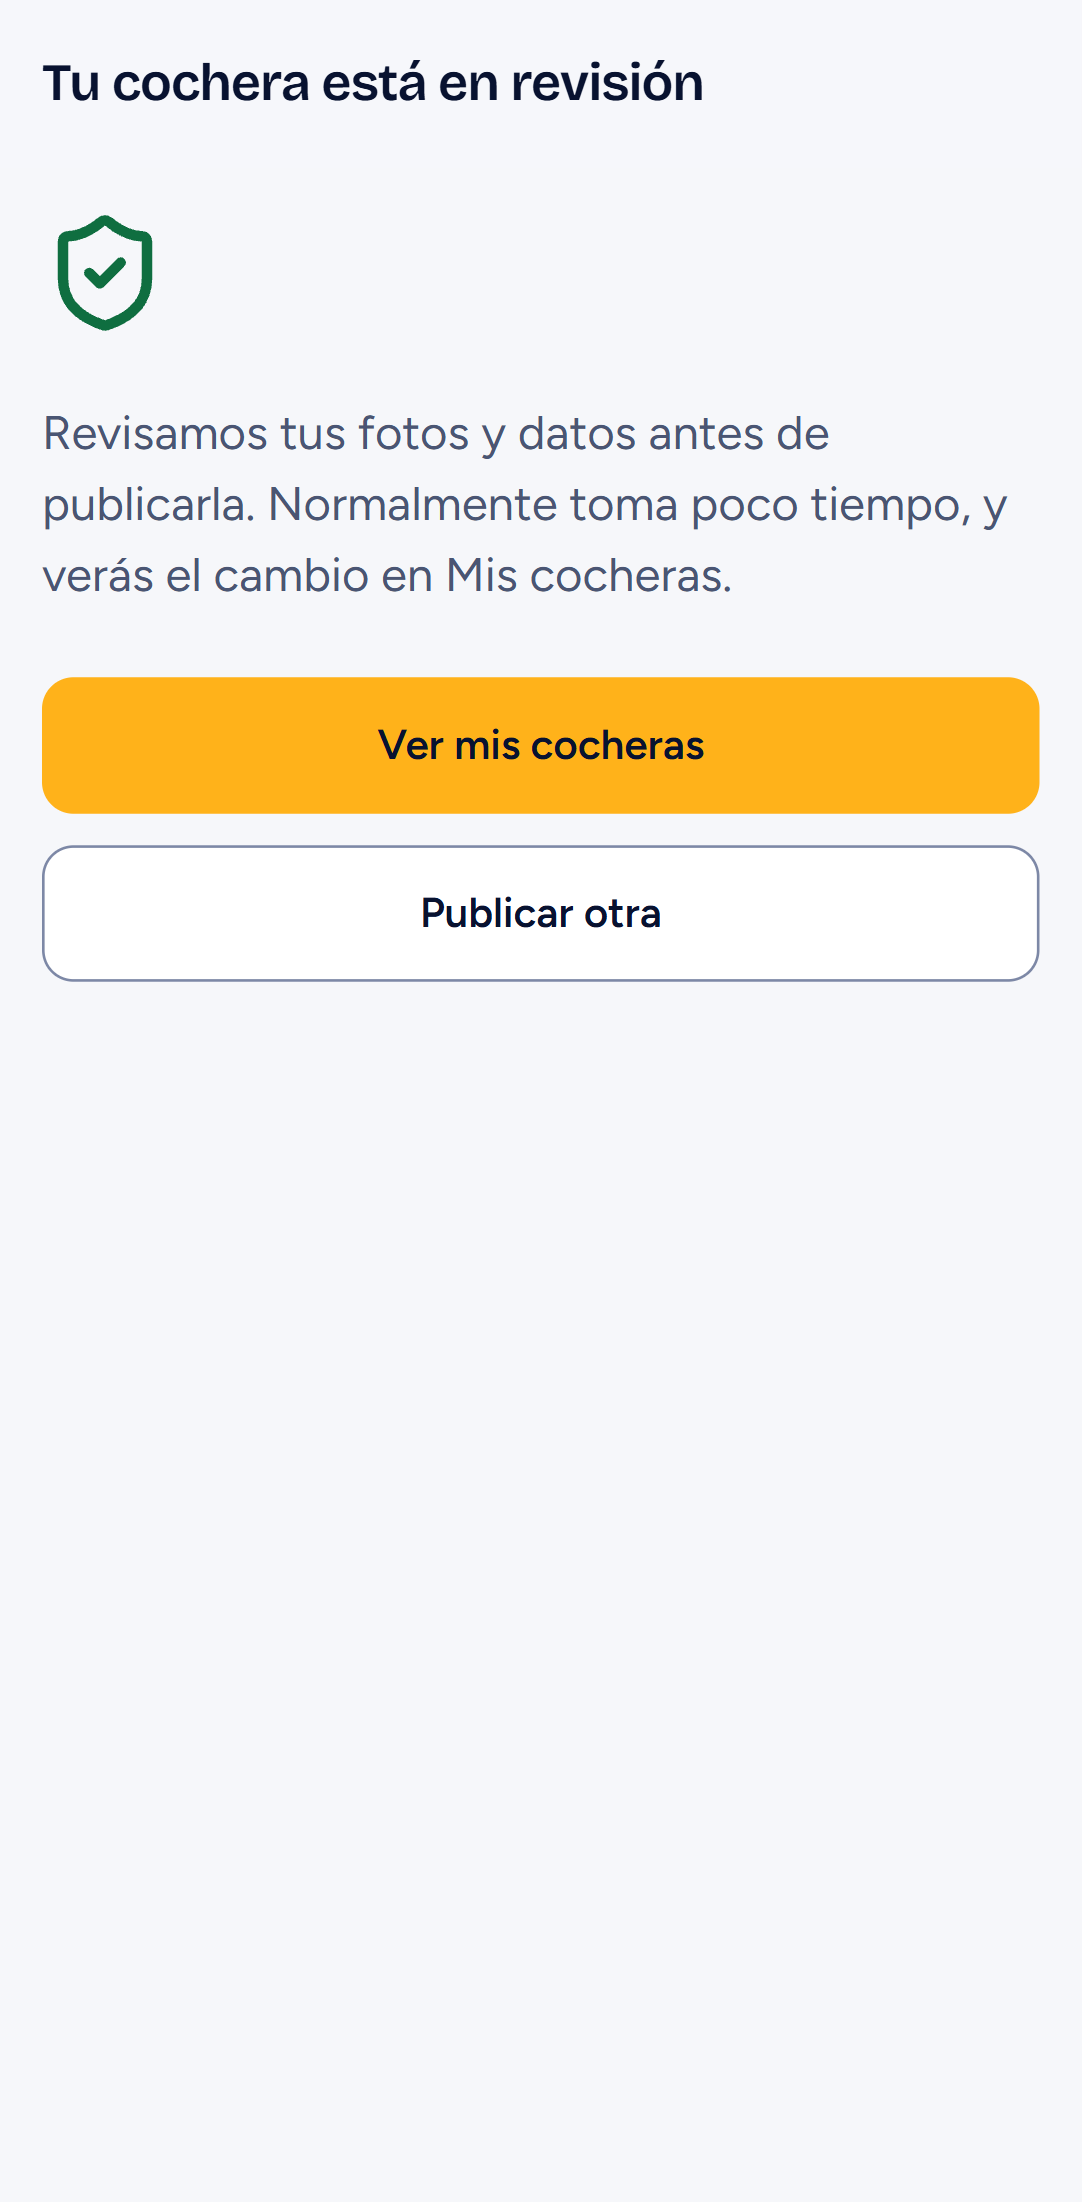 Tu cochera está en revisión
Revisamos tus fotos y datos antes de
publicarla. Normalmente toma poco tiempo, y
verás el cambio en Mis cocheras.
Ver mis cocheras
Publicar otra